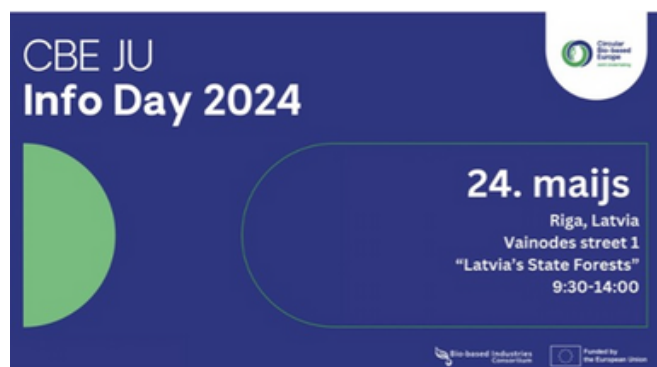 CBE JU
Info Day 2024
Circular
Bio-based
Europe
24. maijs
Riga, Latvia
Vainodes street 1
“Latvia’s State Forests”
9:30-14:00
Bio-based Industries
Consortium
Funded by
the European Union